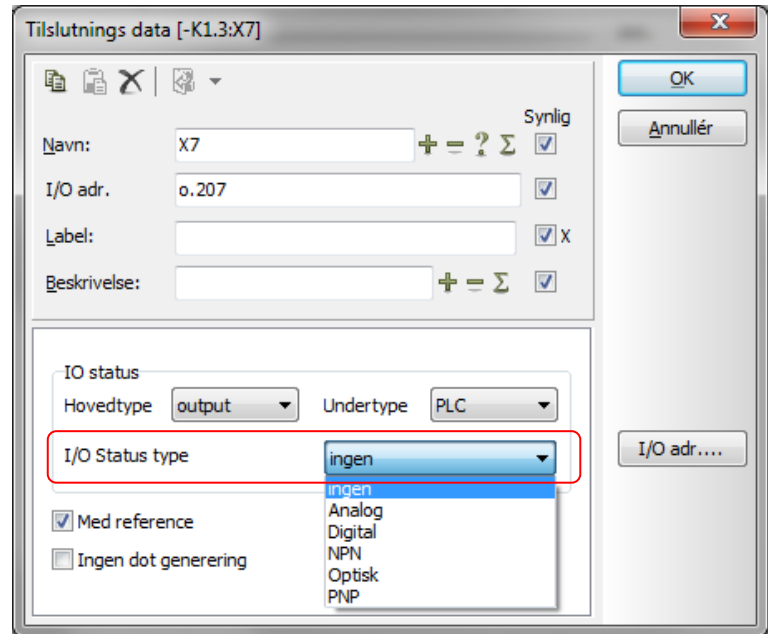 Tilslutnings data [-K1.3:X7]
OK
Synlig
Annullér
Navn: X7
I/O adr. o.207
Label: X
Beskrivelse:
IO status
Hovedtype output Undertype PLC
I/O Status type ingen
I/O adr....
ingen
Analog
Med reference
Digital
NPN
Ingen dot generering
Optisk
PNP